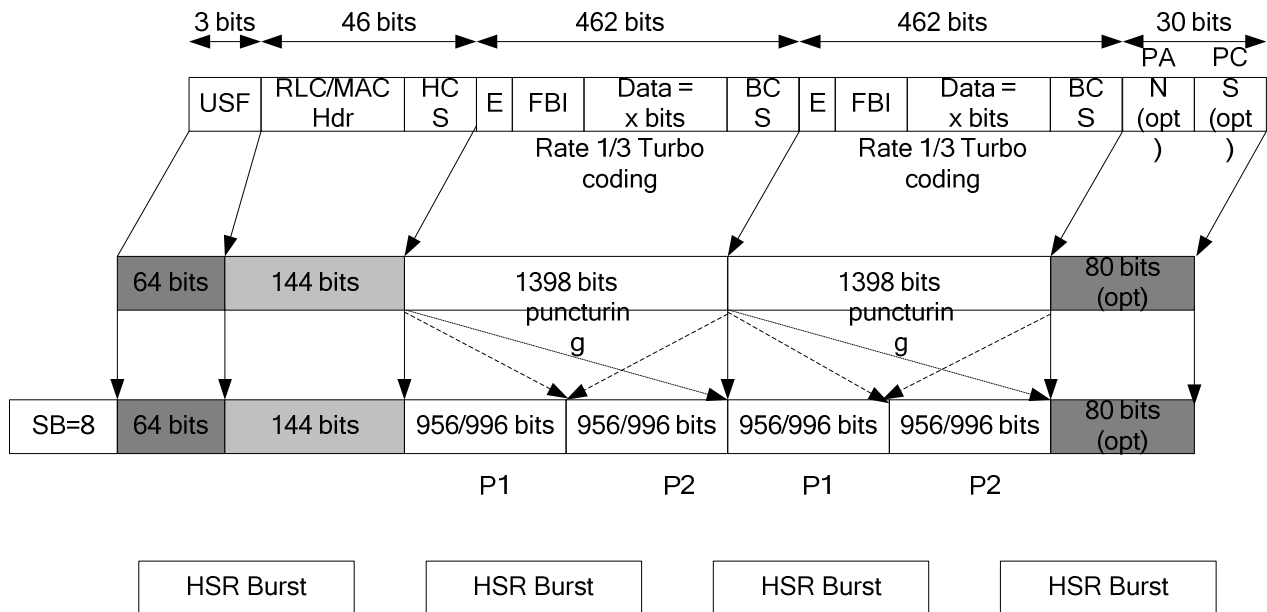 3 bits
46 bits
462 bits
462 bits
30 bits
USF
RLC/MAC
Hdr
HC
S
E
FBI
Data =
x bits
BC
S
E
FBI
Data =
x bits
BC
S
PA
N
(opt
)
PC
S
(opt
)
Rate 1/3 Turbo
coding
Rate 1/3 Turbo
coding
64 bits
144 bits
1398 bits
puncturin
g
1398 bits
puncturin
g
80 bits
(opt)
SB=8
64 bits
144 bits
956/996 bits
956/996 bits
956/996 bits
956/996 bits
80 bits
(opt)
P1
P2
P1
P2
HSR Burst
HSR Burst
HSR Burst
HSR Burst